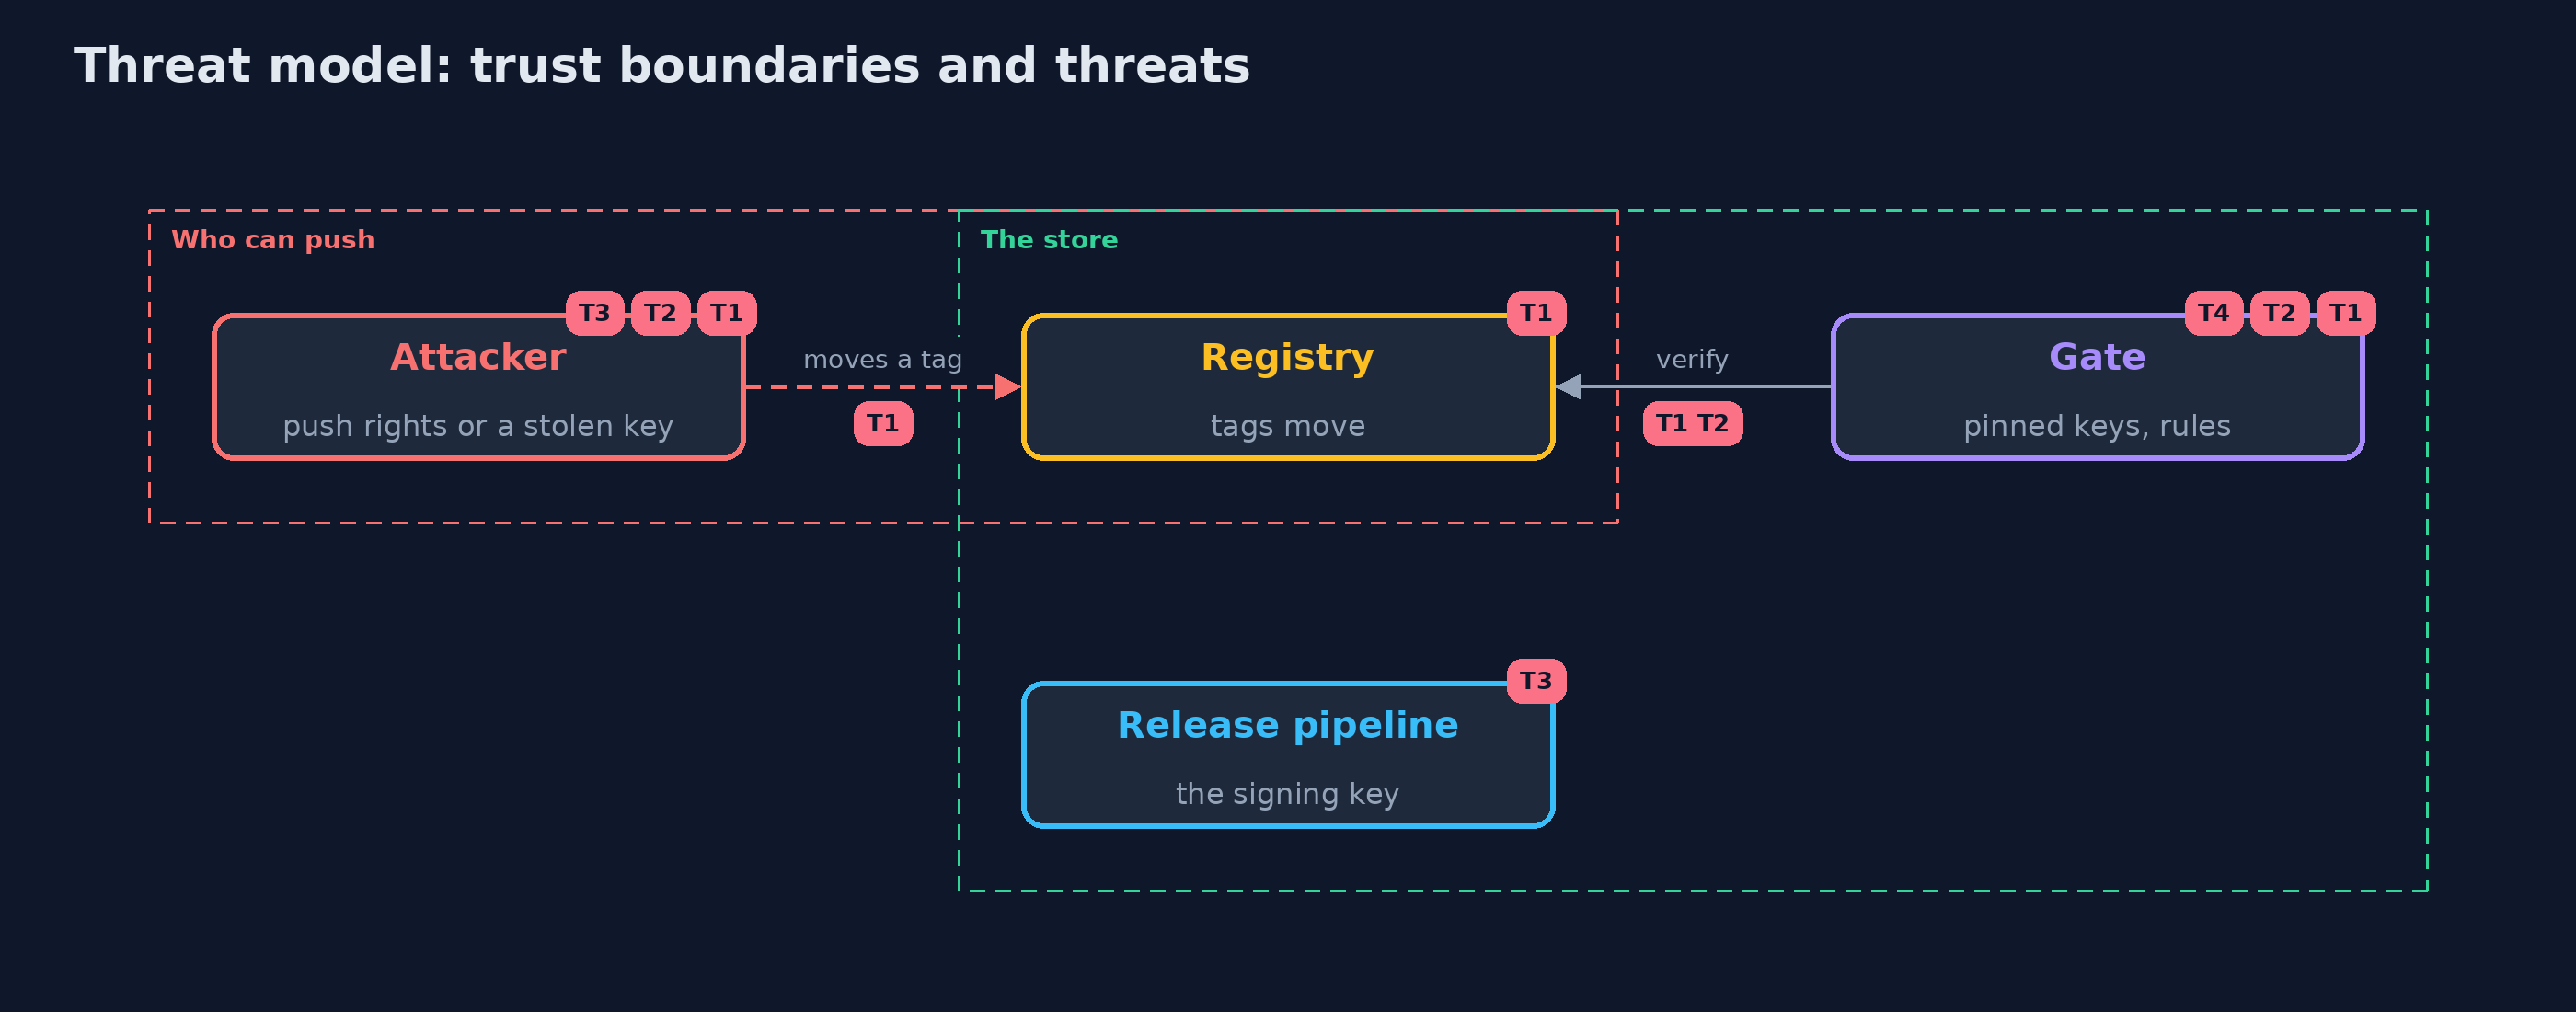 Threat model: trust boundaries and threats
Who can push
The store
T3 T2 T1
Attacker
push rights or a stolen key
moves a tag
T1
T1
Registry
tags move
verify
T1 T2
T4 T2 T1
Gate
pinned keys, rules
T3
Release pipeline
the signing key